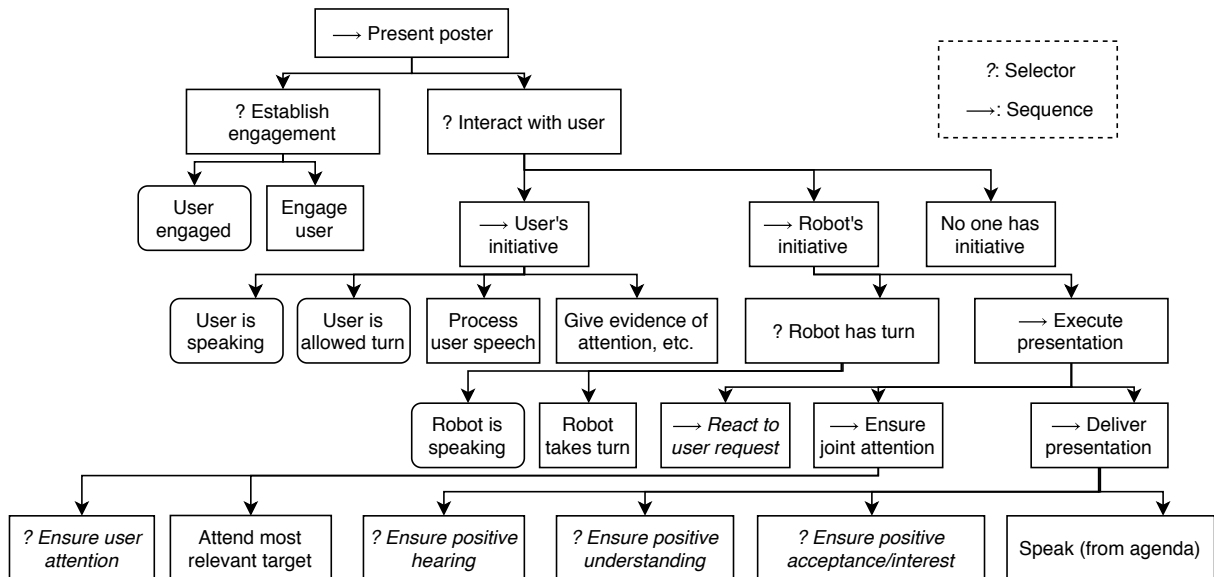 ⟶ Present poster
?: Selector
⟶: Sequence
? Establish
engagement
? Interact with user
User
engaged
Engage
user
⟶ User's
initiative
⟶ Robot's
initiative
No one has
initiative
User is
speaking
User is
allowed turn
Process
user speech
Give evidence of
attention, etc.
? Robot has turn
⟶ Execute
presentation
Robot is
speaking
Robot
takes turn
⟶ React to
user request
⟶ Ensure
joint attention
⟶ Deliver
presentation
? Ensure user
attention
Attend most
relevant target
? Ensure positive
hearing
? Ensure positive
understanding
? Ensure positive
acceptance/interest
Speak (from agenda)